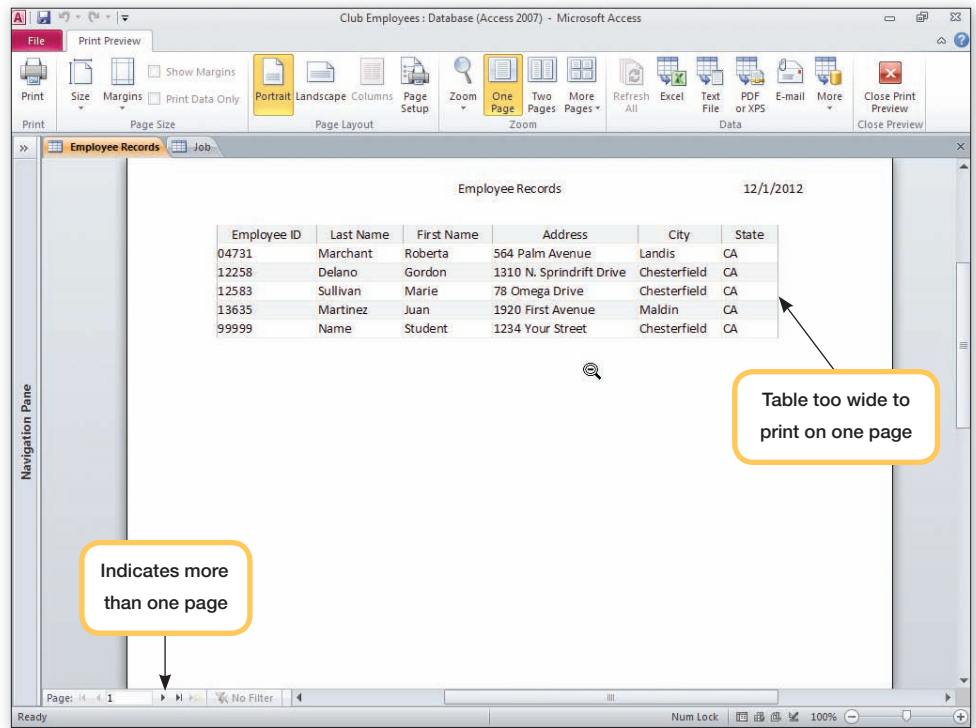 Club Employees : Database (Access 2007) - Microsoft Access
File Print Preview
Print
Size
Margins
Show Margins
Print Data Only
Portrait
Landscape
Columns
Page Setup
Zoom
One Page
Two Pages
More Pages
Refresh All
Excel
Text File
PDF or XPS
E-mail
More
Close Print Preview
Print Page Size Page Layout Zoom Data Close Preview
Employee Records Job
Employee Records 12/1/2012
Employee ID Last Name First Name Address City State
04731 Marchant Roberta 564 Palm Avenue Landis CA
12258 Delano Gordon 1310 N. Sprindrift Drive Chesterfield CA
12583 Sullivan Marie 78 Omega Drive Chesterfield CA
13635 Martinez Juan 1920 First Avenue Maldin CA
99999 Name Student 1234 Your Street Chesterfield CA
Table too wide to
print on one page
Navigation Pane
Indicates more
than one page
Page: 1 No Filter
Ready Num Lock 100%